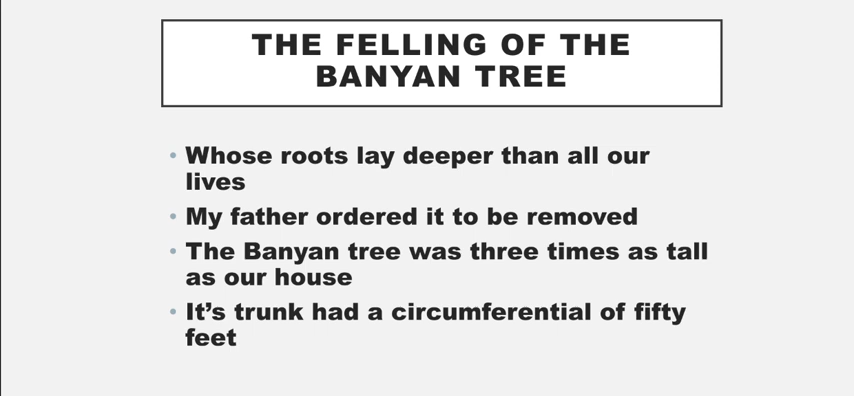 THE FELLING OF THE
BANYAN TREE
• Whose roots lay deeper than all our
lives
• My father ordered it to be removed
• The Banyan tree was three times as tall
as our house
• It’s trunk had a circumferential of fifty
feet